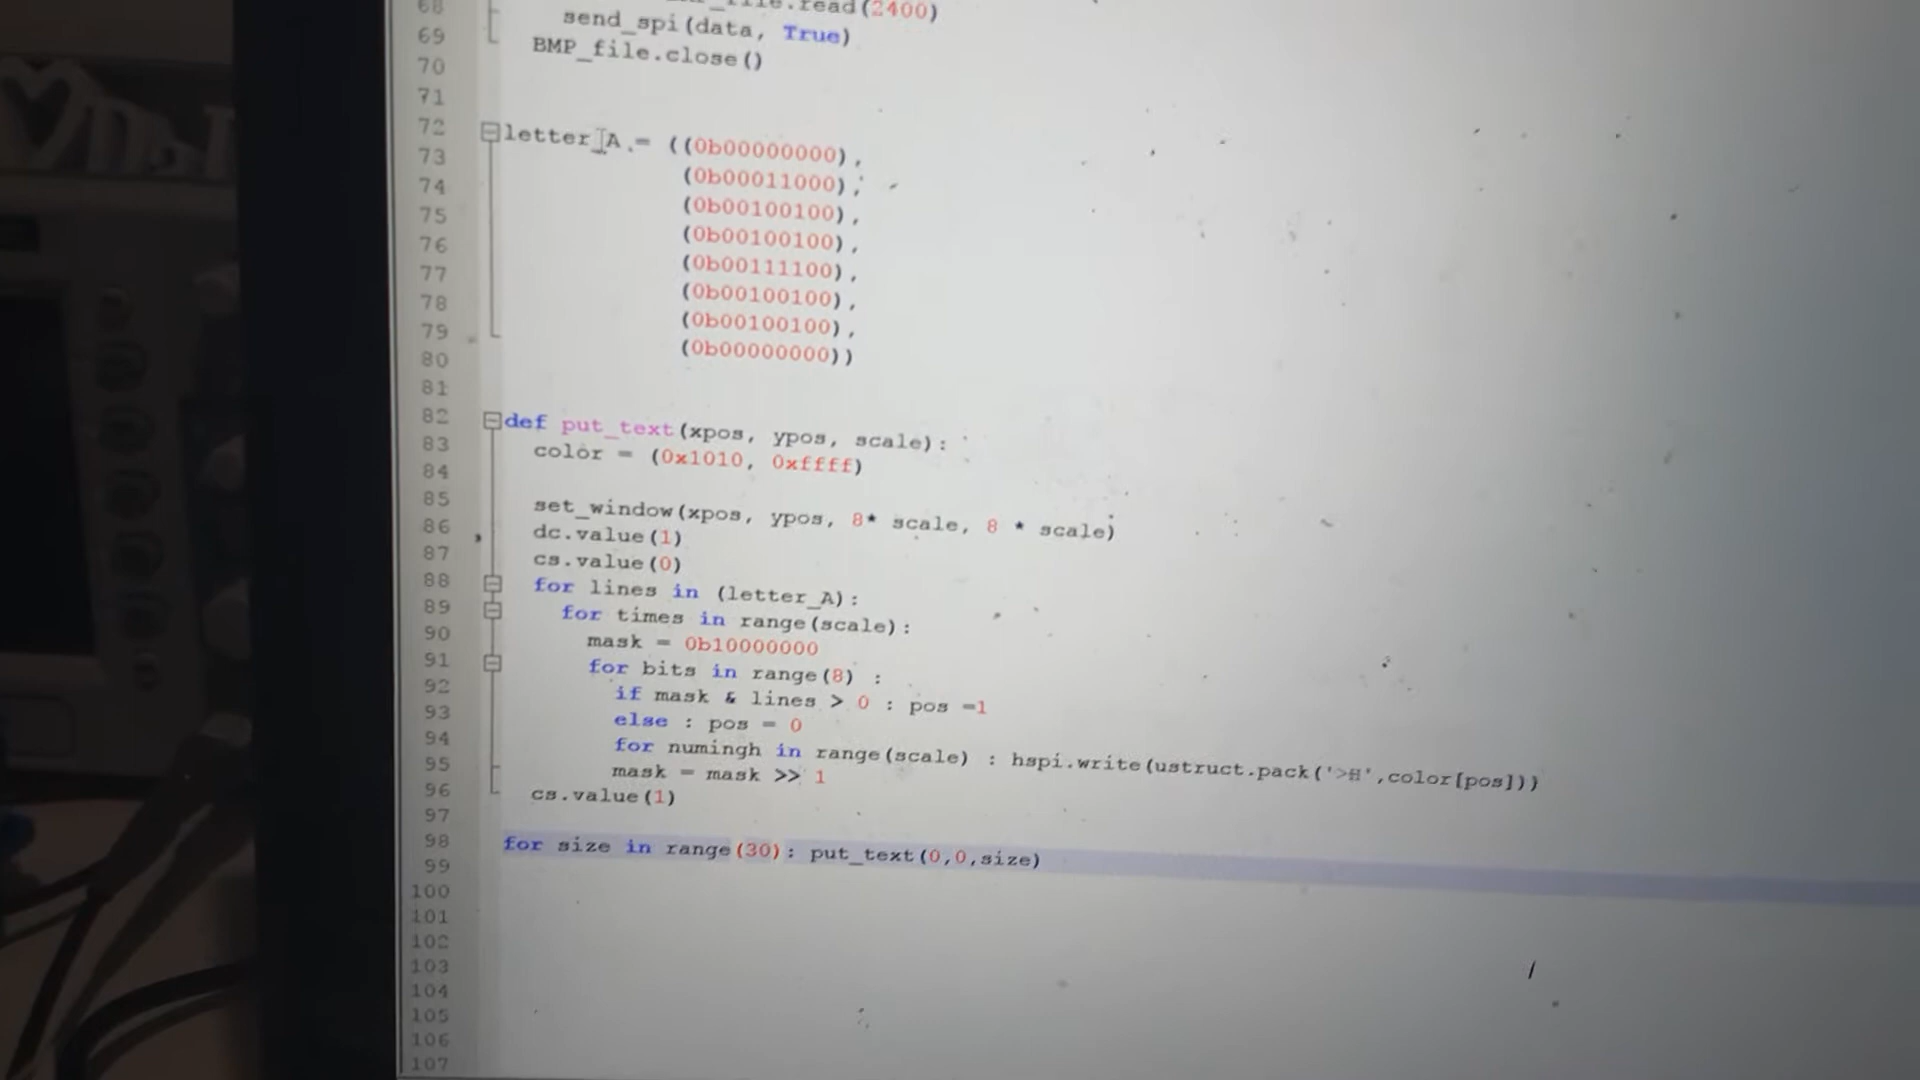 68 file.read(2400)
69 send_spi(data, True)
70 BMP_file.close()
71
72 letter_A = ((0b00000000),
73 (0b00011000),
74 (0b00100100),
75 (0b00100100),
76 (0b00111100),
77 (0b00100100),
78 (0b00100100),
79 (0b00000000))
80
81
82 def put_text(xpos, ypos, scale):
83 color = (0x1010, 0xffff)
84
85 set_window(xpos, ypos, 8* scale, 8 * scale)
86 dc.value(1)
87 cs.value(0)
88 for lines in (letter_A):
89 for times in range(scale):
90 mask = 0b10000000
91 for bits in range(8) :
92 if mask & lines > 0 : pos =1
93 else : pos = 0
94 for numingh in range(scale) : hspi.write(ustruct.pack('>H',color[pos]))
95 mask = mask >> 1
96 cs.value(1)
97
98 for size in range(30): put_text(0,0,size)
99
100
101
102
103
104
105
106
107